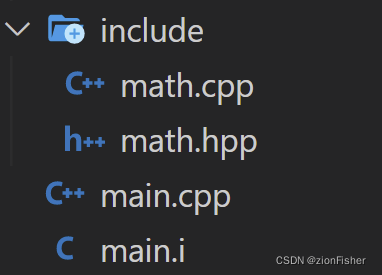 include
C++ math.cpp
h++ math.hpp
C++ main.cpp
C main.i
CSDN @zionFisher